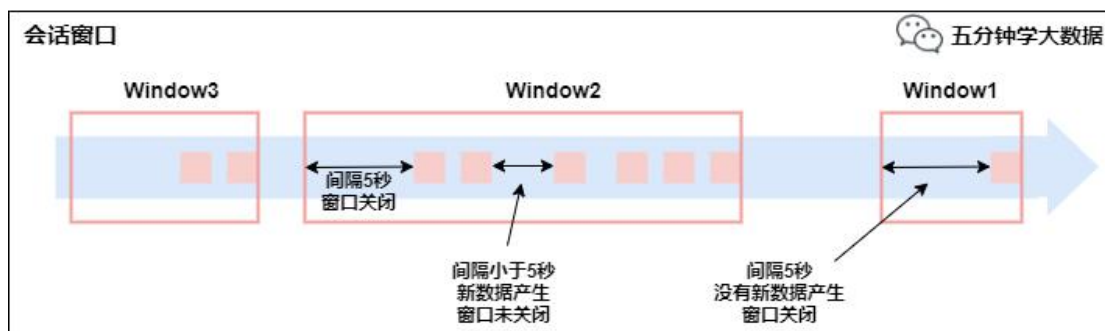 会话窗口
五分钟学大数据
Window3
Window2
Window1
间隔5秒
窗口关闭
间隔小于5秒
新数据产生
窗口未关闭
间隔5秒
没有新数据产生
窗口关闭